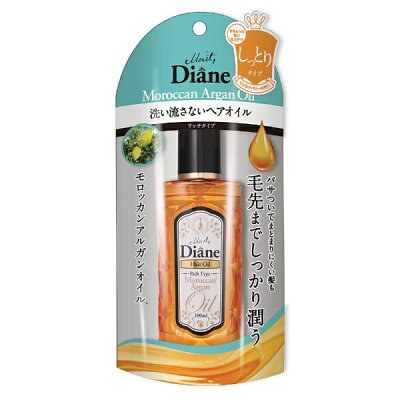 Moist
Diane
Moroccan Argan Oil
洗い流さないヘアオイル
リッチタイプ
しっとり
タイプ
モロッカンアルガンオイル
パサついてまとまりにくい髪も
毛先までしっかり潤う
Moist
Diane
Hair Oil
Rich Type
Moroccan
Argan
Oil
100ml